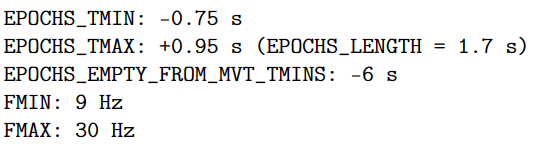 EPOCHS_TMIN: -0.75 s
EPOCHS_TMAX: +0.95 s (EPOCHS_LENGTH = 1.7 s)
EPOCHS_EMPTY_FROM_MVT_TMINS: -6 s
FMIN: 9 Hz
FMAX: 30 Hz